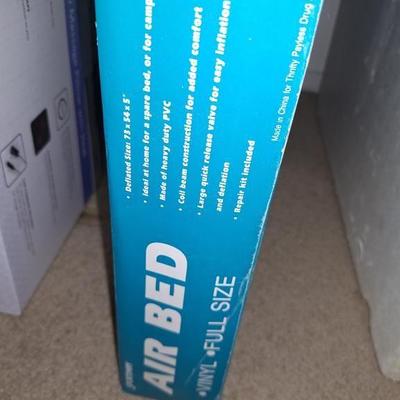 AIR BED
•VINYL •FULL SIZE
• Deflated Size: 73 x 54 x 5"
• Ideal at home for a spare bed, or for camp
• Made of heavy duty PVC
• Coil beam construction for added comfort
• Large quick release valve for easy inflation
and deflation
• Repair kit included
Made in China for Thrifty Payless Drug